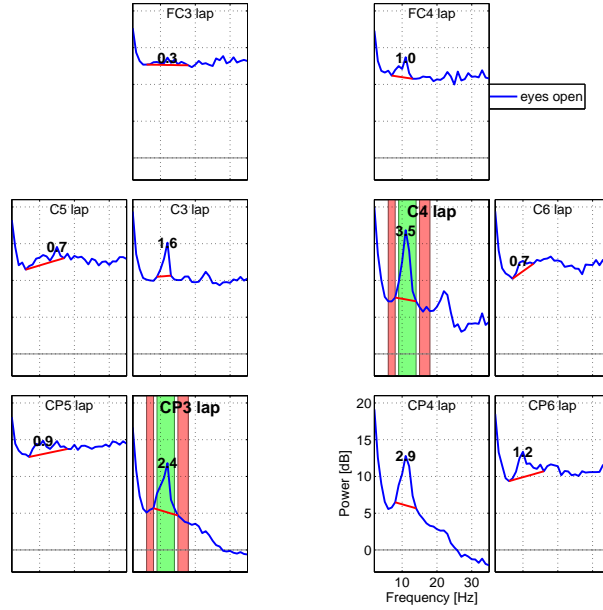 FC3 lap
0.3
FC4 lap
1.0
eyes open
C5 lap
0.7
C3 lap
1.6
C4 lap
3.5
C6 lap
0.7
CP5 lap
0.9
CP3 lap
2.4
CP4 lap
2.9
20
15
10
5
0
Power [dB]
10 20 30
Frequency [Hz]
CP6 lap
1.2